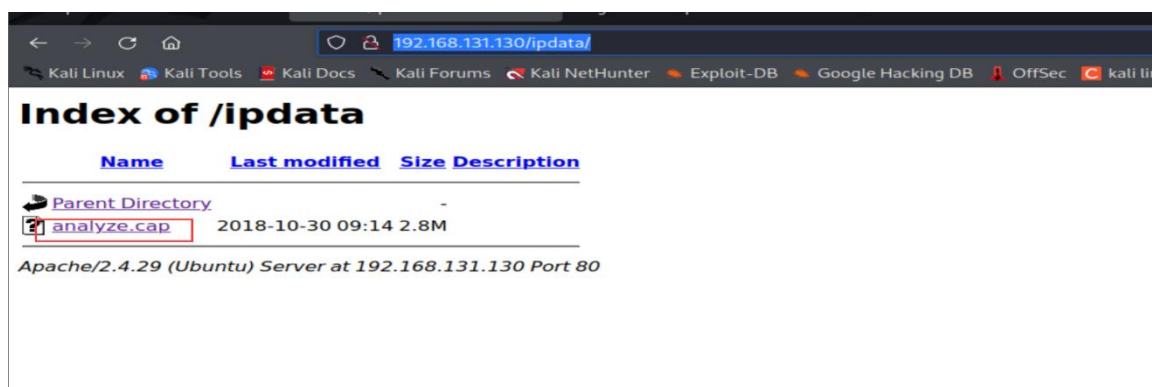 192.168.131.130/ipdata/
Kali Linux Kali Tools Kali Docs Kali Forums Kali NetHunter Exploit-DB Google Hacking DB OffSec kali li
Index of /ipdata
Name Last modified Size Description
Parent Directory -
analyze.cap 2018-10-30 09:14 2.8M
Apache/2.4.29 (Ubuntu) Server at 192.168.131.130 Port 80